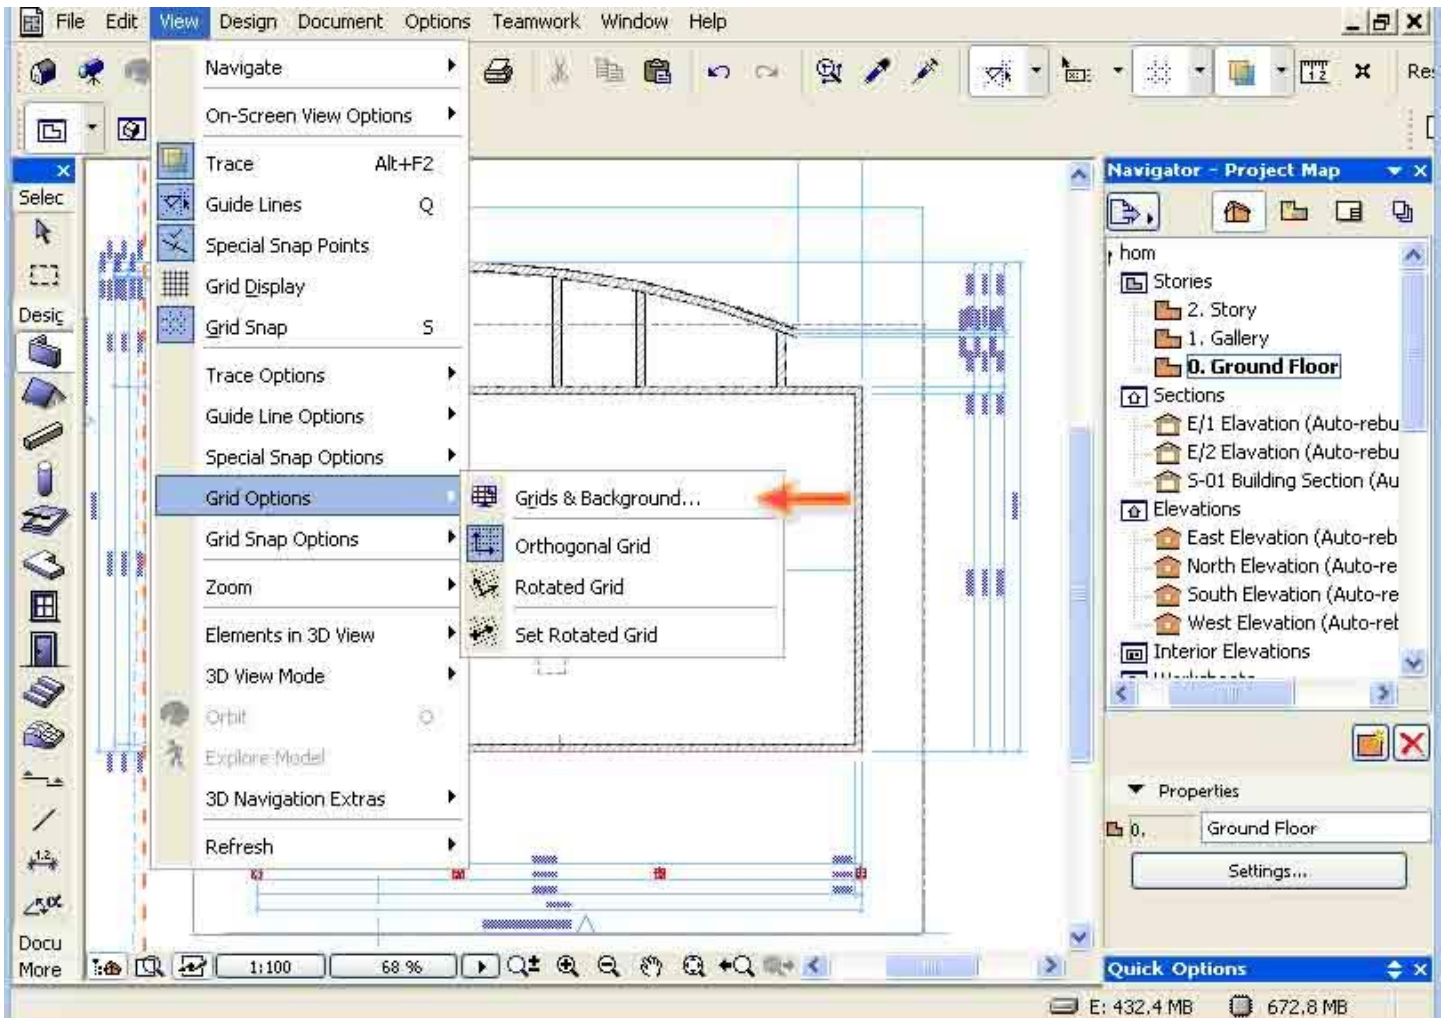 File Edit View Design Document Options Teamwork Window Help
Re
Navigate
On-Screen View Options
Trace Alt+F2
Guide Lines Q
Special Snap Points
Grid Display
Grid Snap S
Trace Options
Guide Line Options
Special Snap Options
Grid Options
Grid Snap Options
Zoom
Elements in 3D View
3D View Mode
Orbit O
Explore Model
3D Navigation Extras
Refresh
Grids & Background...
Orthogonal Grid
Rotated Grid
Set Rotated Grid
Selec
Desig
Docu
More
Navigator - Project Map
hom
Stories
2. Story
1. Gallery
0. Ground Floor
Sections
E/1 Elavation (Auto-rebu
E/2 Elavation (Auto-rebu
S-01 Building Section (Au
Elevations
East Elevation (Auto-reb
North Elevation (Auto-re
South Elevation (Auto-re
West Elevation (Auto-reb
Interior Elevations
Properties
0. Ground Floor
Settings...
1:100 68 %
Quick Options
E: 432.4 MB 672.8 MB